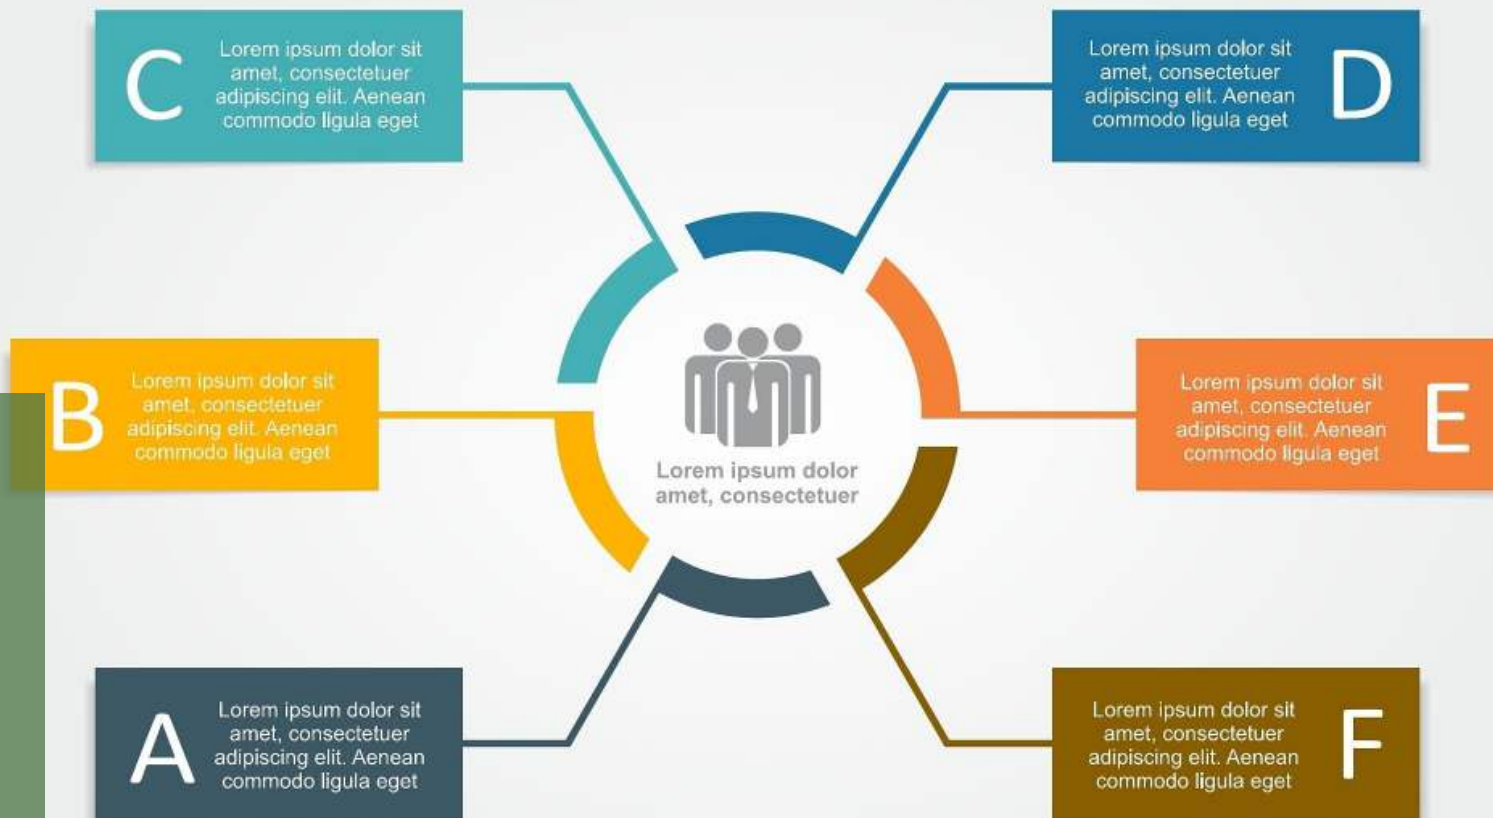 C
Lorem ipsum dolor sit
amet, consectetuer
adipiscing elit. Aenean
commodo ligula eget
Lorem ipsum dolor sit
amet, consectetuer
adipiscing elit. Aenean
commodo ligula eget
D
B
Lorem ipsum dolor sit
amet, consectetuer
adipiscing elit. Aenean
commodo ligula eget
Lorem ipsum dolor
amet, consectetuer
Lorem ipsum dolor sit
amet, consectetuer
adipiscing elit. Aenean
commodo ligula eget
E
A
Lorem ipsum dolor sit
amet, consectetuer
adipiscing elit. Aenean
commodo ligula eget
Lorem ipsum dolor sit
amet, consectetuer
adipiscing elit. Aenean
commodo ligula eget
F